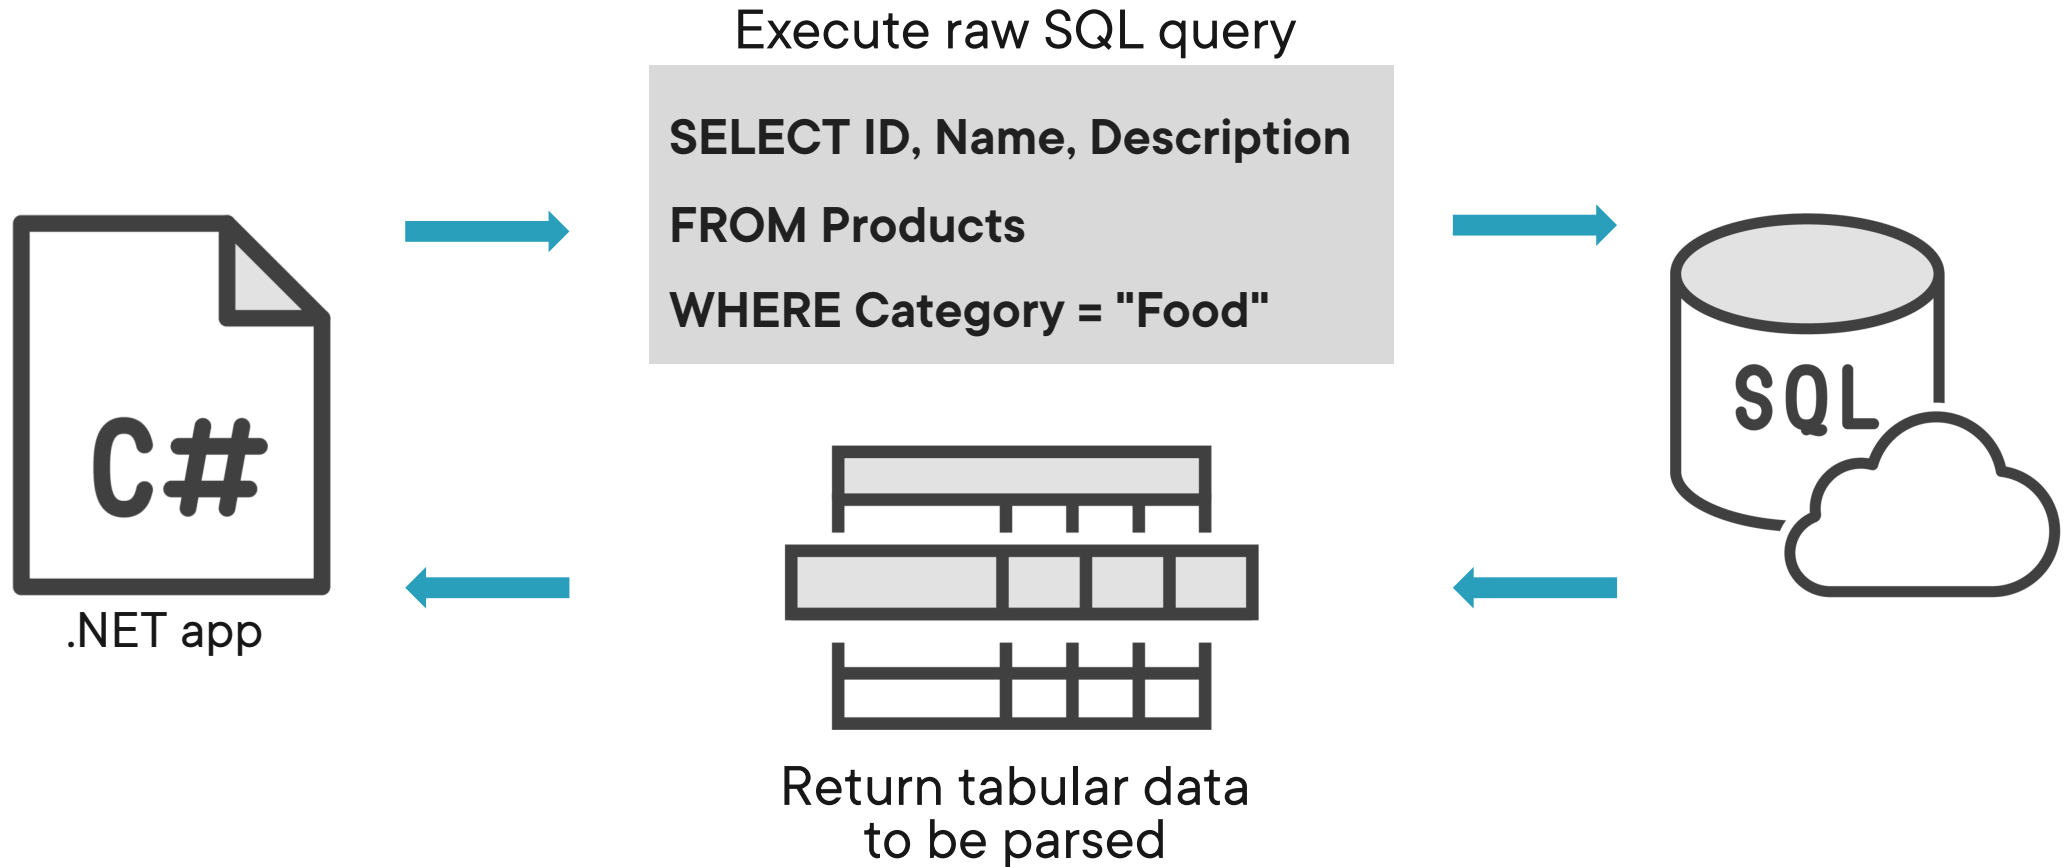 Execute raw SQL query
SELECT ID, Name, Description
FROM Products
WHERE Category = "Food"
C#
.NET app
SQL
Return tabular data
to be parsed